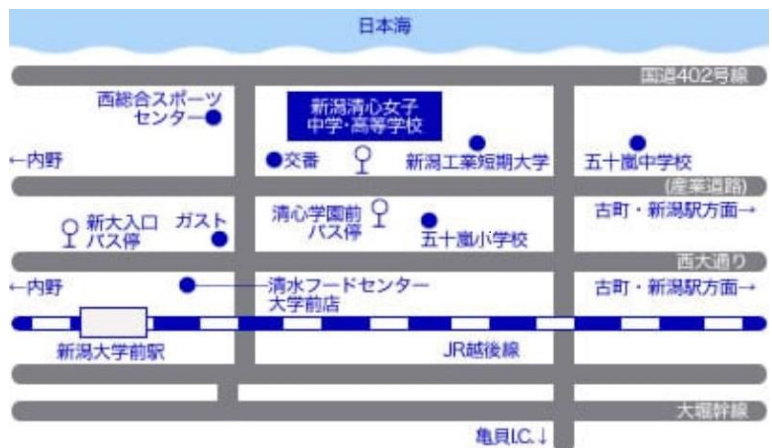 日本海
国道402号線
西総合スポーツ
センター
新潟清心女子
中学・高等学校
←内野
交番
新潟工業短期大学
五十嵐中学校
(産業道路)
新大入口
バス停
ガスト
清心学園前
バス停
五十嵐小学校
古町・新潟駅方面→
西大通り
←内野
清水フードセンター
大学前店
古町・新潟駅方面→
新潟大学前駅
JR越後線
大堀幹線
亀貝I.C.↓